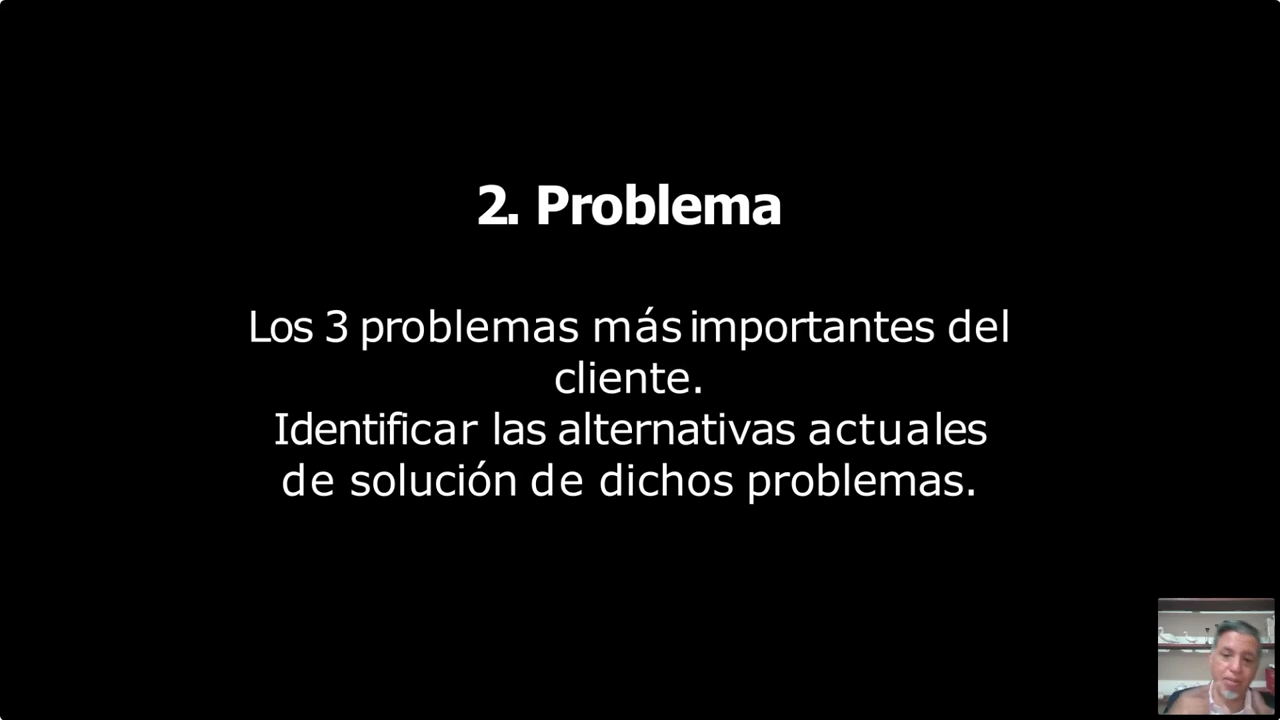 2. Problema
Los 3 problemas más importantes del
cliente.
Identificar las alternativas actuales
de solución de dichos problemas.